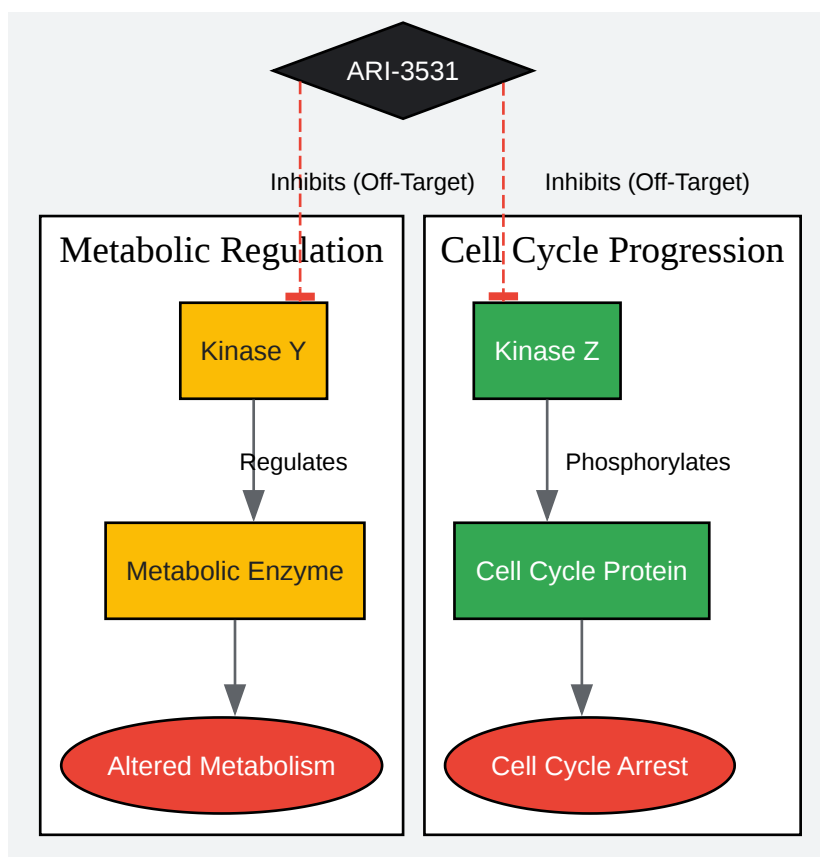 ARI-3531
Inhibits (Off-Target)
Inhibits (Off-Target)
Metabolic Regulation
Cell Cycle Progression
Kinase Y
Kinase Z
Regulates
Phosphorylates
Metabolic Enzyme
Cell Cycle Protein
Altered Metabolism
Cell Cycle Arrest